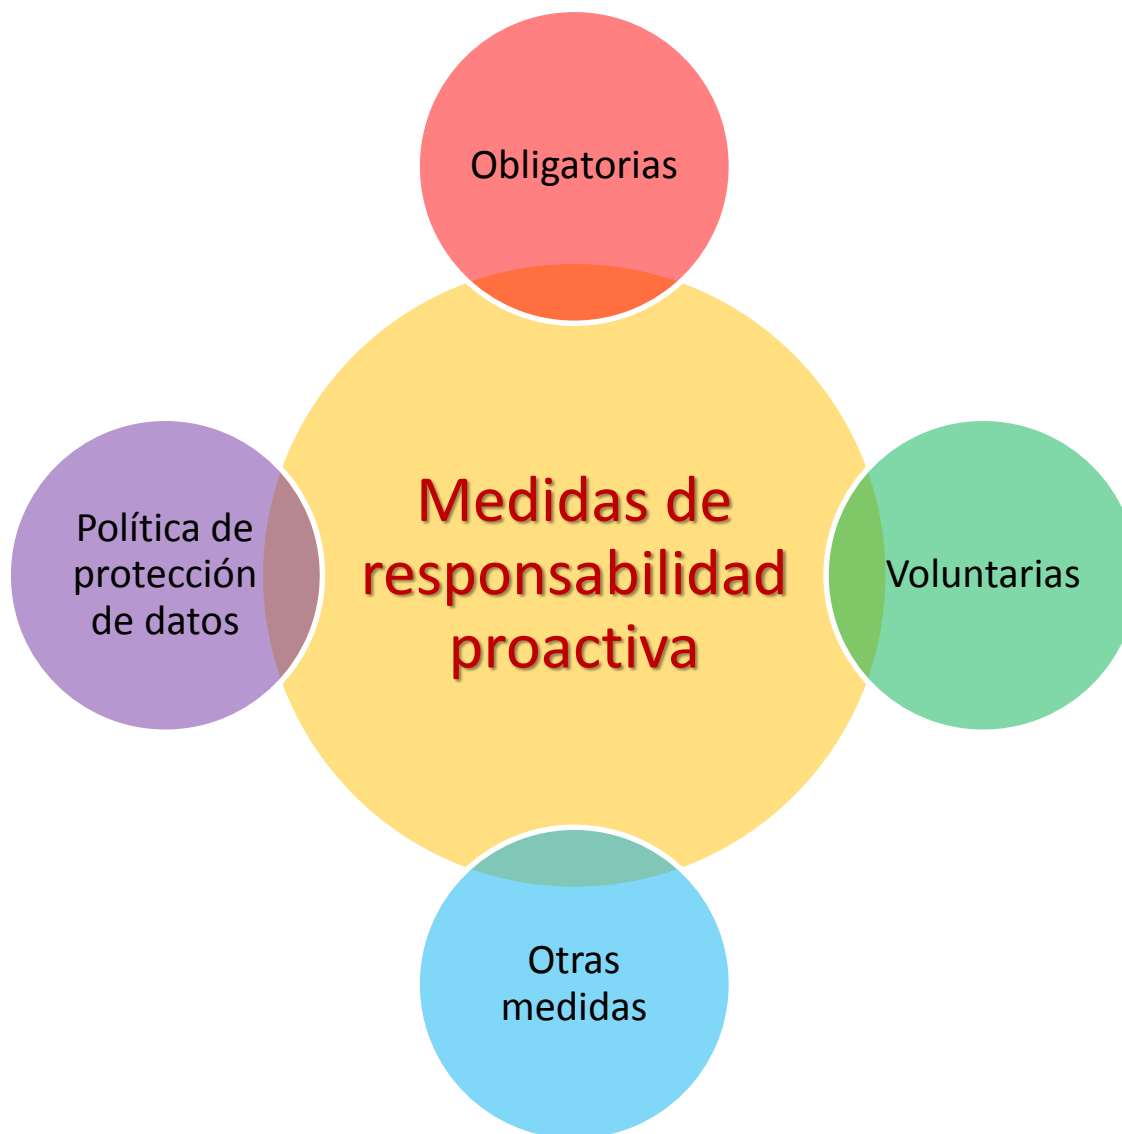 Obligatorias
Medidas de
responsabilidad
proactiva
Política de
protección
de datos
Voluntarias
Otras
medidas